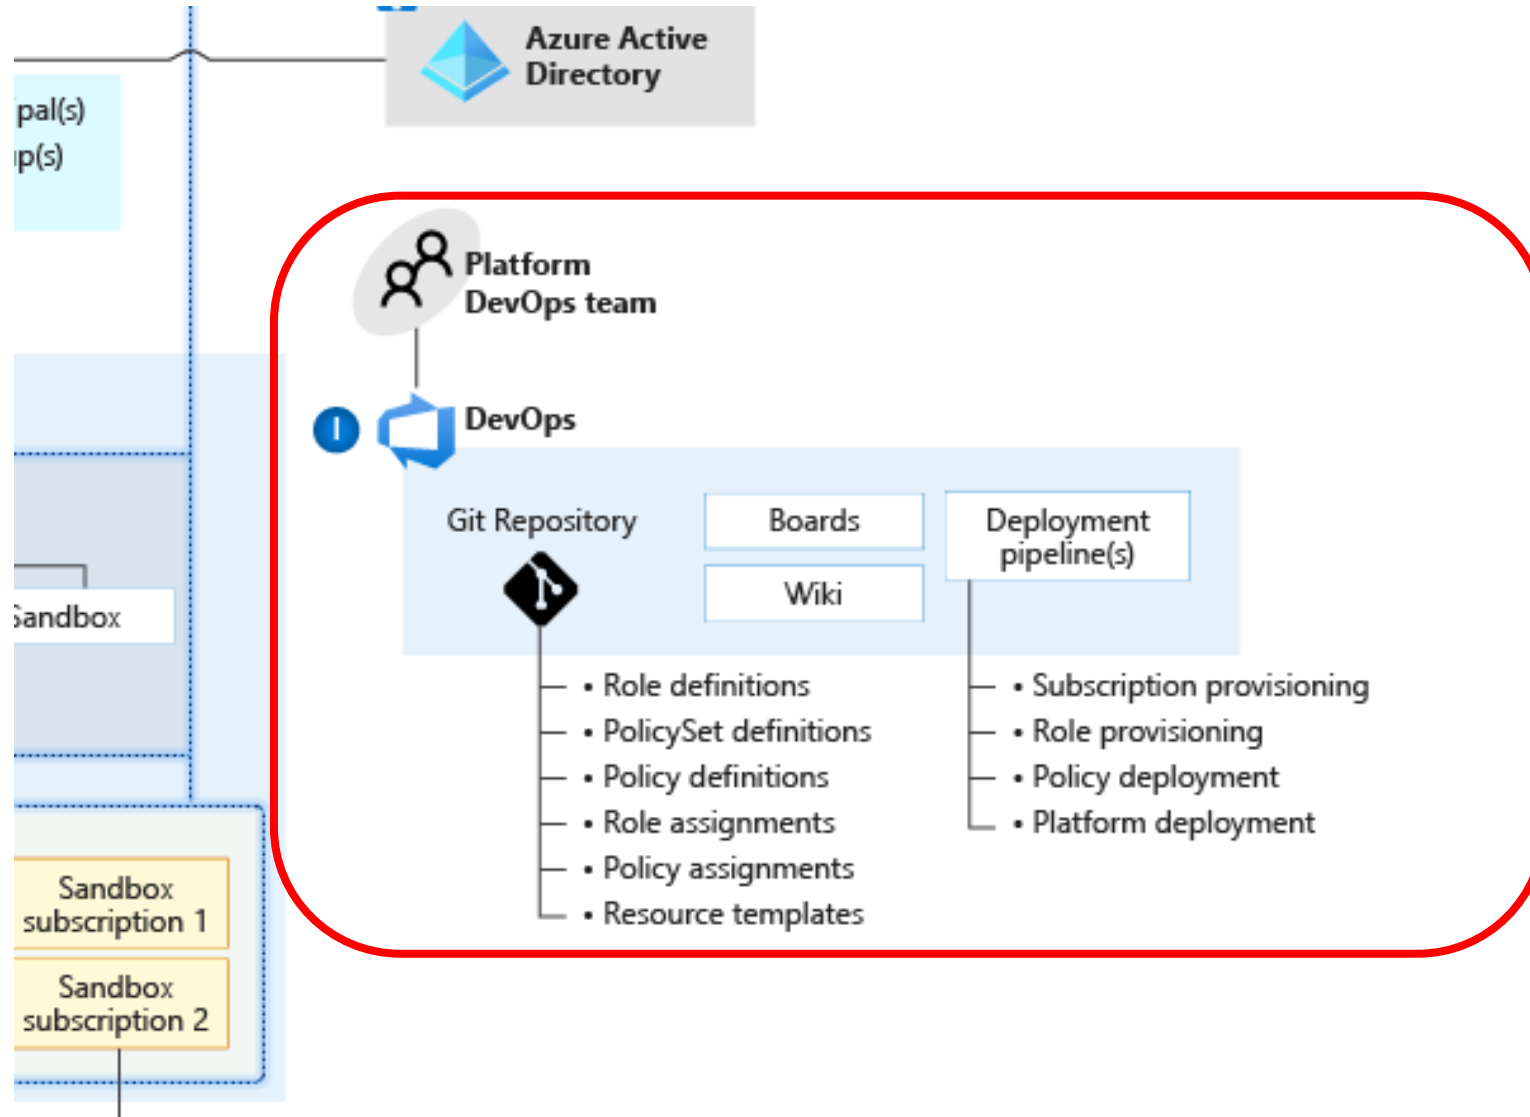 Azure Active
Directory
pal(s)
p(s)
Platform
DevOps team
I
DevOps
Git Repository
Boards
Wiki
Deployment
pipeline(s)
Sandbox
• Role definitions
• PolicySet definitions
• Policy definitions
• Role assignments
• Policy assignments
• Resource templates
• Subscription provisioning
• Role provisioning
• Policy deployment
• Platform deployment
Sandbox
subscription 1
Sandbox
subscription 2